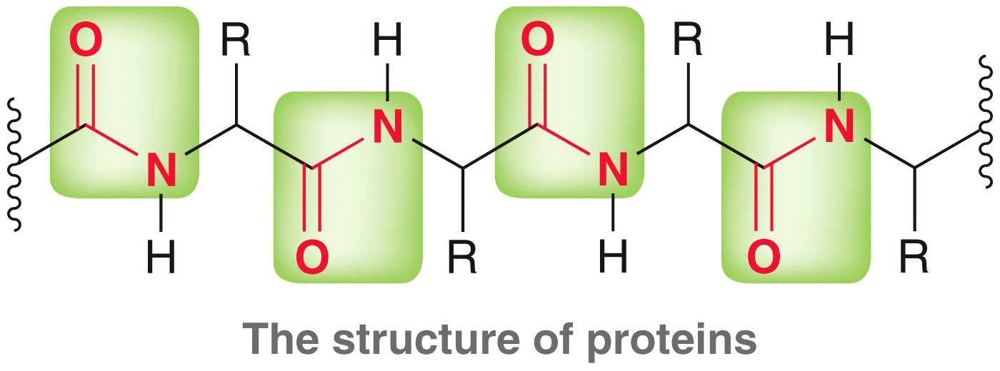 O R H O R H
N N N N
H O R H O R
The structure of proteins